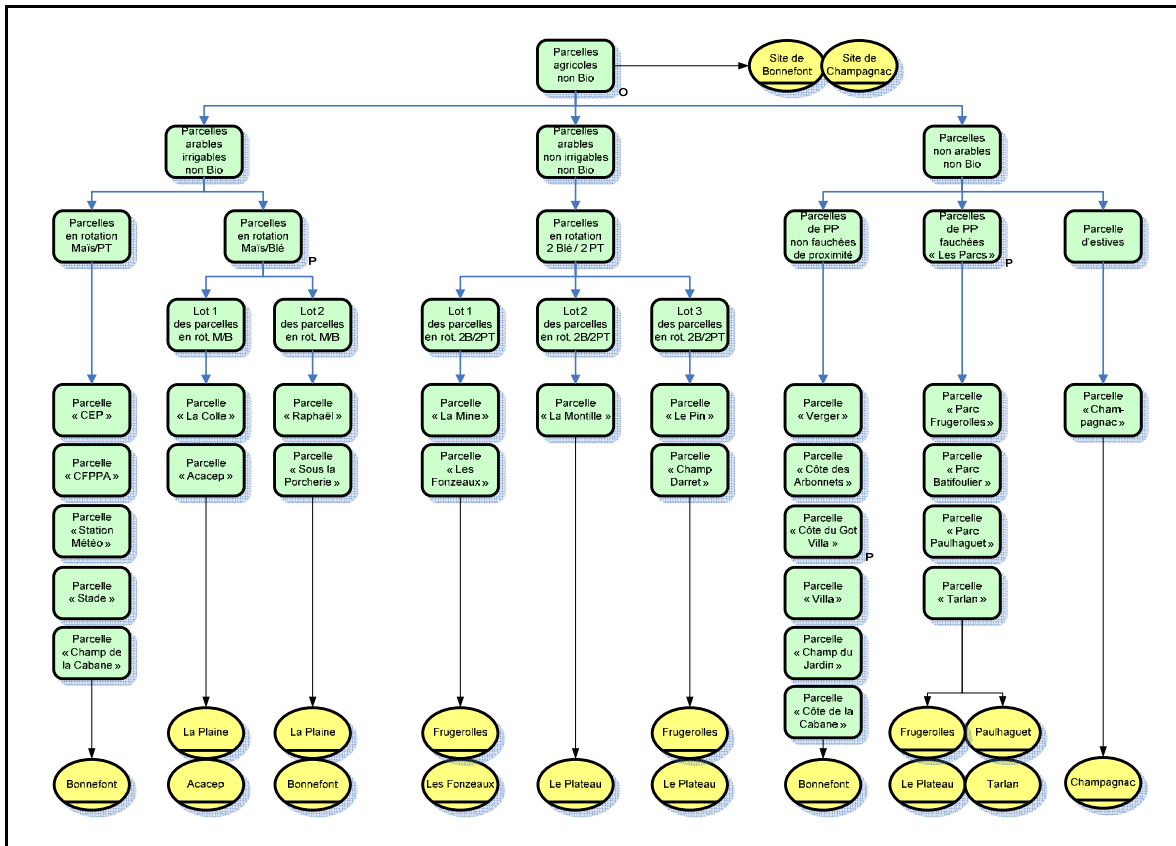 Parcelles
agricoles
non Bio
O
Site de
Bonnefont
Site de
Champagnac
Parcelles
arables
irrigables
non Bio
Parcelles
arables
non irrigables
non Bio
Parcelles
non arables
non Bio
Parcelles
en rotation
Maïs/PT
Parcelles
en rotation
Maïs/Blé
P
Parcelles
en rotation
2 Blé / 2 PT
Parcelles
de PP
non fauchées
de proximité
Parcelles
de PP
fauchées
« Les Parcs »
P
Parcelle
d'estives
Lot 1
des parcelles
en rot. M/B
Lot 2
des parcelles
en rot. M/B
Lot 1
des parcelles
en rot. 2B/2PT
Lot 2
des parcelles
en rot. 2B/2PT
Lot 3
des parcelles
en rot. 2B/2PT
Parcelle
« CEP »
Parcelle
« La Colle »
Parcelle
« Raphaël »
Parcelle
« La Mine »
Parcelle
« La Montille »
Parcelle
« Le Pin »
Parcelle
« Verger »
Parcelle
« Parc
Frugerolles »
Parcelle
« Cham-
pagnac »
Parcelle
« CFPPA »
Parcelle
« Acacep »
Parcelle
« Sous la
Porcherie »
Parcelle
« Les
Fonzeaux »
Parcelle
« Champ
Darret »
Parcelle
« Côte des
Arbonnets »
Parcelle
« Parc
Batifoulier »
Parcelle
« Station
Météo »
Parcelle
« Côte du Got
Villa »
P
Parcelle
« Parc
Paulhaguet »
Parcelle
« Stade »
Parcelle
« Villa »
Parcelle
« Tarlan »
Parcelle
« Champ de
la Cabane »
Parcelle
« Champ du
Jardin »
Parcelle
« Côte de la
Cabane »
La Plaine
La Plaine
Frugerolles
Frugerolles
Frugerolles
Paulhaguet
Bonnefont
Acacep
Bonnefont
Les Fonzeaux
Le Plateau
Le Plateau
Bonnefont
Le Plateau
Tarlan
Champagnac